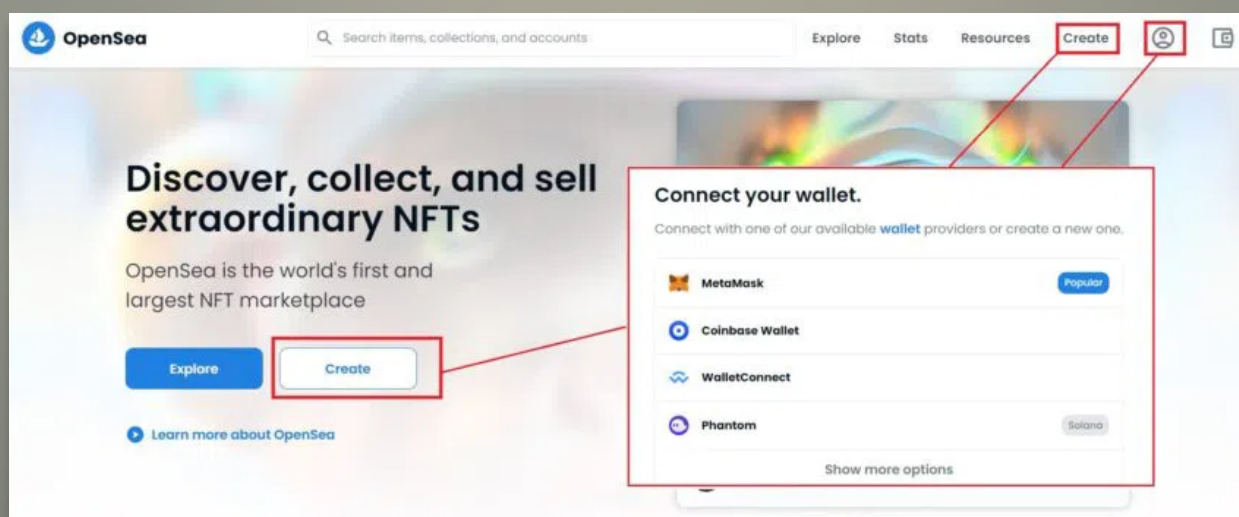 OpenSea
Search items, collections, and accounts
Explore Stats Resources Create
Discover, collect, and sell
extraordinary NFTs
OpenSea is the world's first and
largest NFT marketplace
Explore Create
Learn more about OpenSea
Connect your wallet.
Connect with one of our available wallet providers or create a new one.
MetaMask Popular
Coinbase Wallet
WalletConnect
Phantom Solana
Show more options